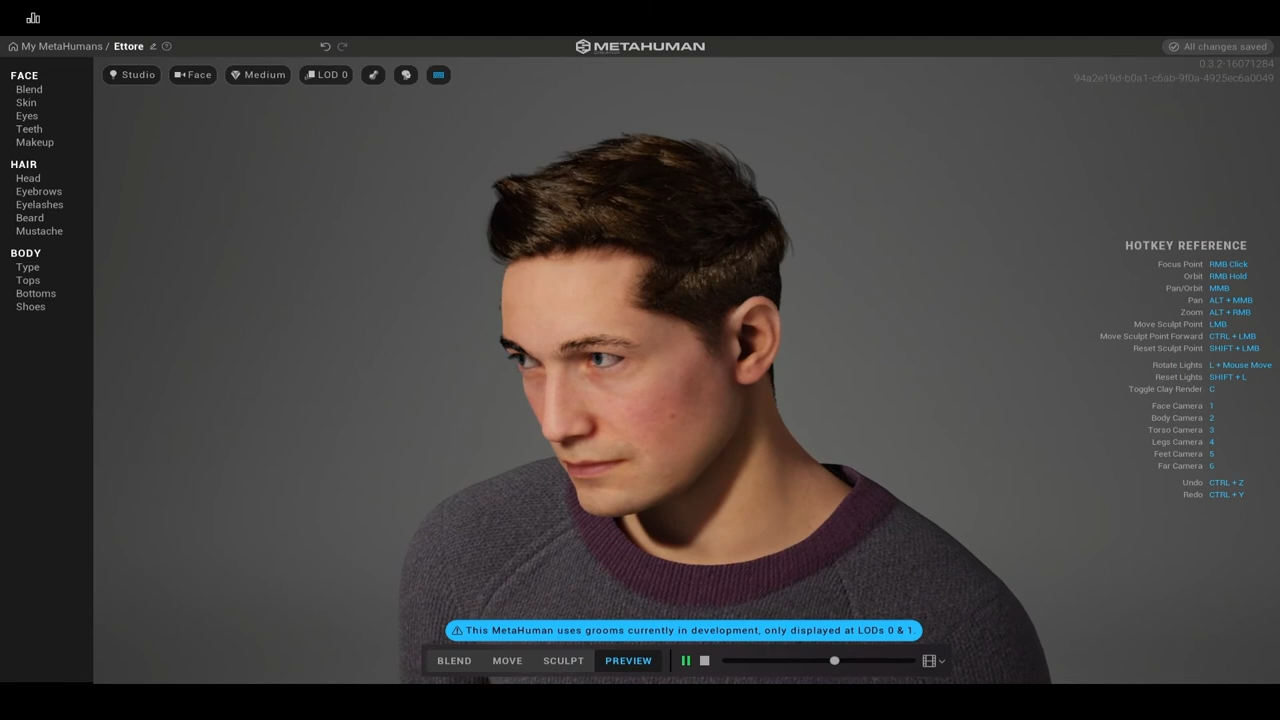 My MetaHumans / Ettore
METAHUMAN
All changes saved
0.3.2-16071284
94a2e19d-b0a1-c6ab-9f0a-4925ec6a0049
Studio
Face
Medium
LOD 0
FACE
Blend
Skin
Eyes
Teeth
Makeup
HAIR
Head
Eyebrows
Eyelashes
Beard
Mustache
BODY
Type
Tops
Bottoms
Shoes
HOTKEY REFERENCE
Focus Point RMB Click
Orbit RMB Hold
Pan/Orbit MMB
Pan ALT + MMB
Zoom ALT + RMB
Move Sculpt Point LMB
Move Sculpt Point Forward CTRL + LMB
Reset Sculpt Point SHIFT + LMB
Rotate Lights L + Mouse Move
Reset Lights SHIFT + L
Toggle Clay Render C
Face Camera 1
Body Camera 2
Torso Camera 3
Legs Camera 4
Feet Camera 5
Far Camera 6
Undo CTRL + Z
Redo CTRL + Y
This MetaHuman uses grooms currently in development, only displayed at LODs 0 & 1.
BLEND MOVE SCULPT PREVIEW